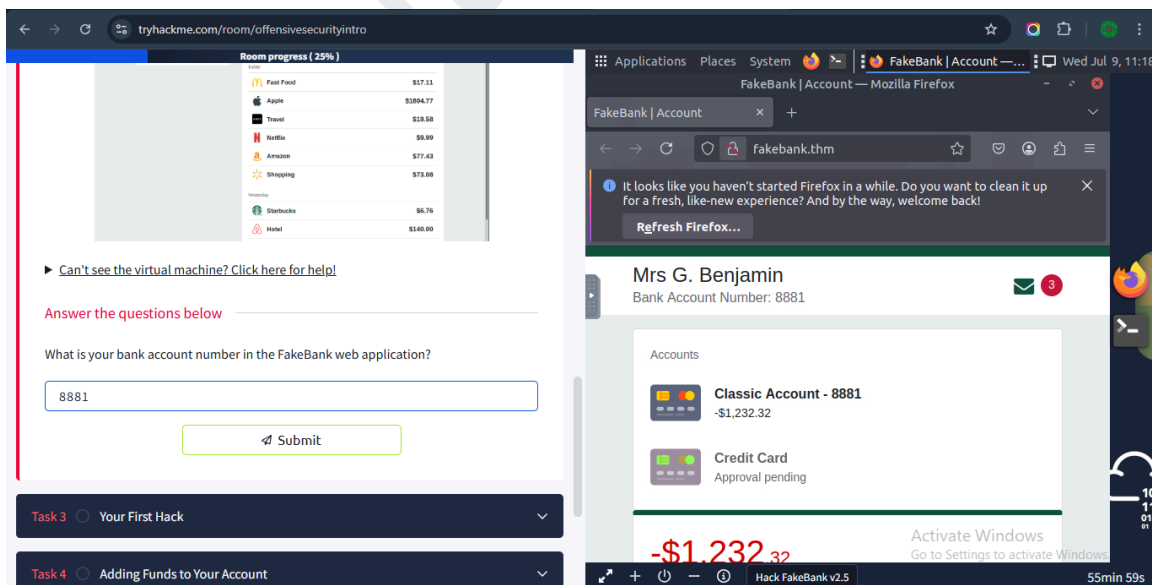 tryhackme.com/room/offensivesecurityintro
Room progress ( 25% )
Today
Fast Food $17.11
Apple $1804.77
Travel $19.58
Netflix $9.99
Amazon $77.43
Shopping $73.08
Yesterday
Starbucks $6.76
Hotel $140.00
Can't see the virtual machine? Click here for help!
Answer the questions below
What is your bank account number in the FakeBank web application?
8881
Submit
Task 3 Your First Hack
Task 4 Adding Funds to Your Account
Applications Places System FakeBank | Account —... Wed Jul 9, 11:18
FakeBank | Account — Mozilla Firefox
FakeBank | Account
fakebank.thm
It looks like you haven't started Firefox in a while. Do you want to clean it up
for a fresh, like-new experience? And by the way, welcome back!
Refresh Firefox...
Mrs G. Benjamin
Bank Account Number: 8881
3
Accounts
Classic Account - 8881
-$1,232.32
Credit Card
Approval pending
-$1,232.32
Activate Windows
Go to Settings to activate Windows.
Hack FakeBank v2.5
55min 59s